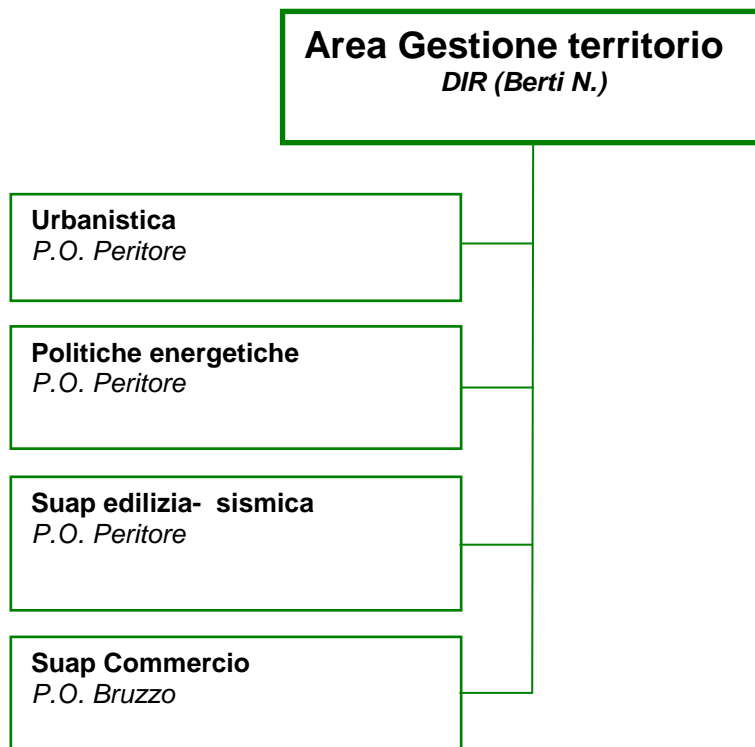 Area Gestione territorio
DIR (Berti N.)
Urbanistica
P.O. Peritore
Politiche energetiche
P.O. Peritore
Suap edilizia- sismica
P.O. Peritore
Suap Commercio
P.O. Bruzzo